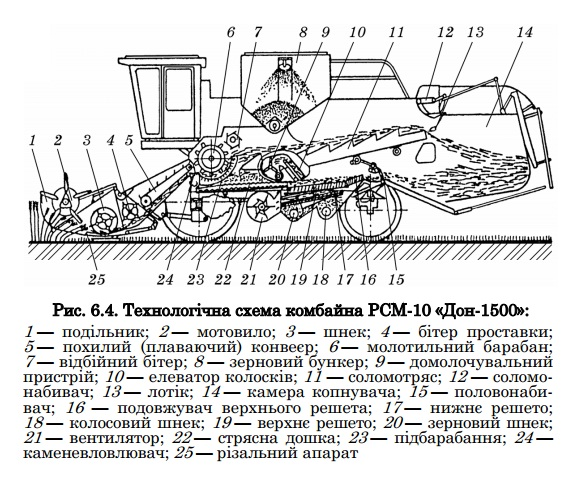 6 7 8 9 10 11 12 13 14
1 2 3 4 5
25 24 23 22 21 20 19 18 17 16 15
Рис. 6.4. Технологічна схема комбайна РСМ-10 «Дон-1500»:
1 — подільник; 2 — мотовило; 3 — шнек; 4 — бітер проставки;
5 — похилий (плаваючий) конвеєр; 6 — молотильний барабан;
7 — відбійний бітер; 8 — зерновий бункер; 9 — домолочувальний
пристрій; 10 — елеватор колосків; 11 — соломотряс; 12 — соломо-
набивач; 13 — лотік; 14 — камера копнувача; 15 — половонаби-
вач; 16 — подовжувач верхнього решета; 17 — нижнє решето;
18 — колосовий шнек; 19 — верхнє решето; 20 — зерновий шнек;
21 — вентилятор; 22 — стрясна дошка; 23 — підбарабання; 24 —
каменевловлювач; 25 — різальний апарат